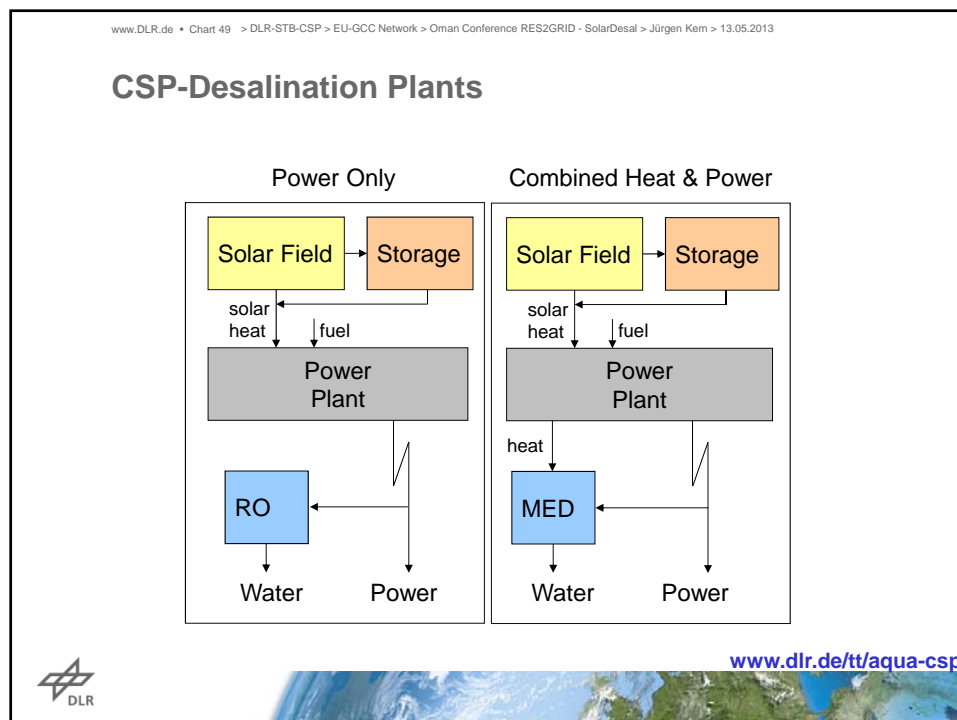 www.DLR.de • Chart 49 > DLR-STB-CSP > EU-GCC Network > Oman Conference RES2GRID - SolarDesal > Jürgen Kern > 13.05.2013
CSP-Desalination Plants
Power Only
Solar Field
Storage
solar
heat
fuel
Power
Plant
RO
Water
Power
Combined Heat & Power
Solar Field
Storage
solar
heat
fuel
Power
Plant
heat
MED
Water
Power
www.dlr.de/tt/aqua-csp
DLR